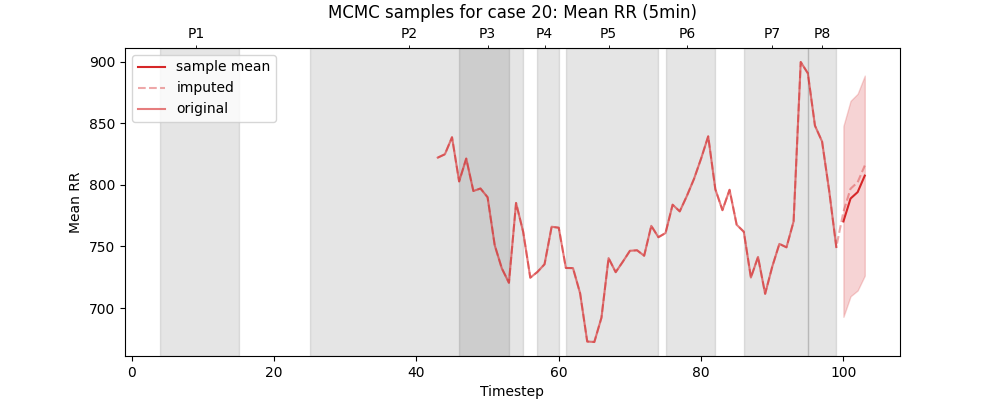 MCMC samples for case 20: Mean RR (5min)
P1 P2 P3 P4 P5 P6 P7 P8
sample mean
imputed
original
900
850
800
750
700
Mean RR
0 20 40 60 80 100
Timestep